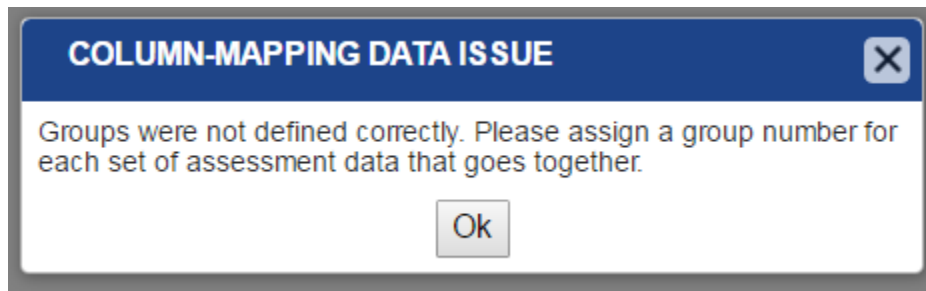 COLUMN-MAPPING DATA ISSUE
Groups were not defined correctly. Please assign a group number for
each set of assessment data that goes together.
Ok